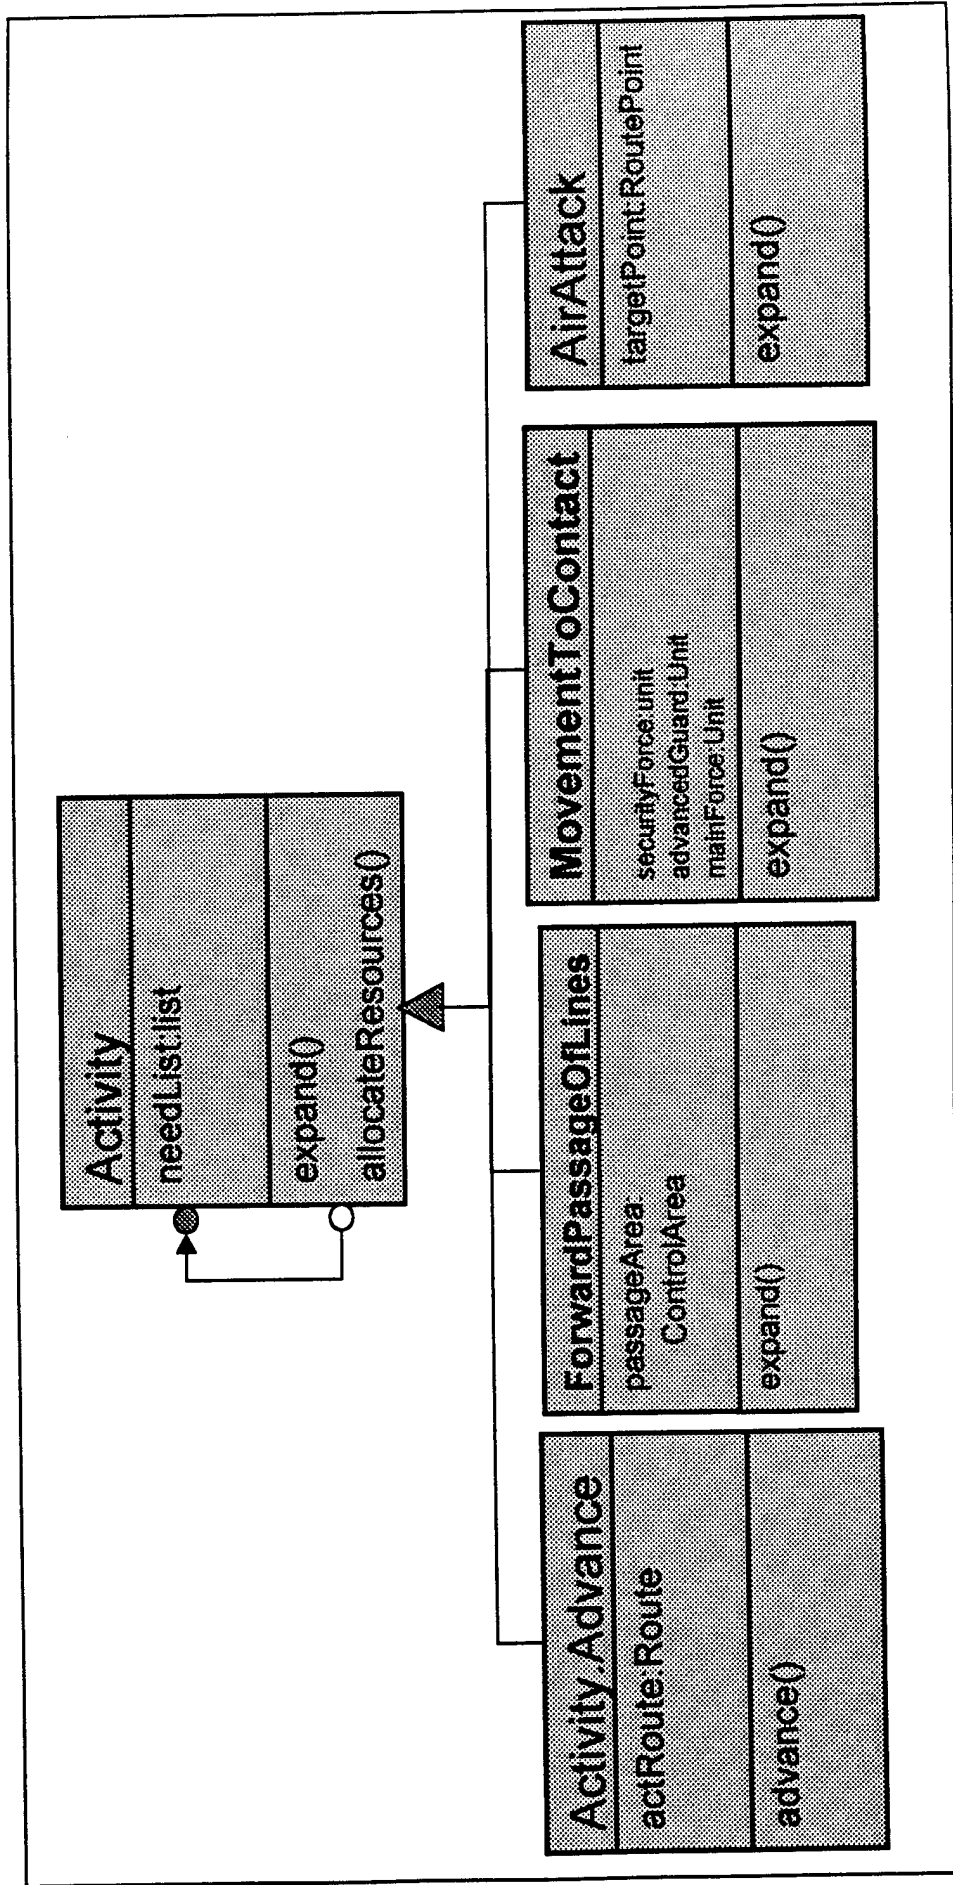 Activity
needList:list
expand()
allocateResources()
Activity.Advance
actRoute:Route
advance()
ForwardPassageOfLines
passageArea:
ControlArea
expand()
MovementToContact
securityForce:unit
advancedGuard:Unit
mainForce:Unit
expand()
AirAttack
targetPoint:RoutePoint
expand()